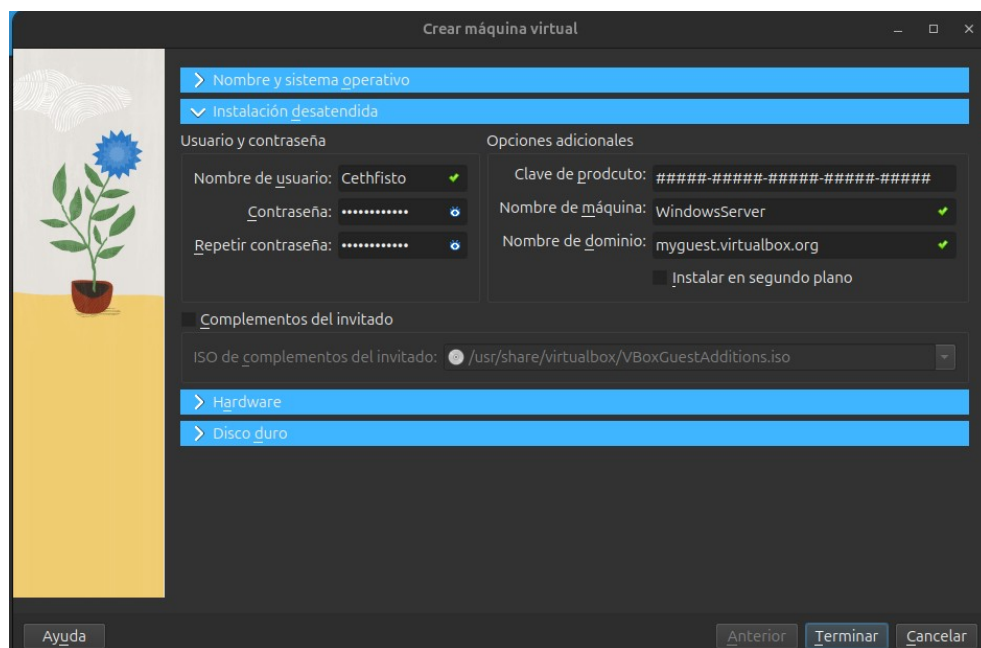 Crear máquina virtual
Nombre y sistema operativo
Instalación desatendida
Usuario y contraseña
Opciones adicionales
Nombre de usuario: Cethfisto
Clave de prodcuto: #####-#####-#####-#####-#####
Contraseña: ••••••••••••
Nombre de máquina: WindowsServer
Repetir contraseña: ••••••••••••
Nombre de dominio: myguest.virtualbox.org
Instalar en segundo plano
Complementos del invitado
ISO de complementos del invitado: /usr/share/virtualbox/VBoxGuestAdditions.iso
Hardware
Disco duro
Ayuda Anterior Terminar Cancelar